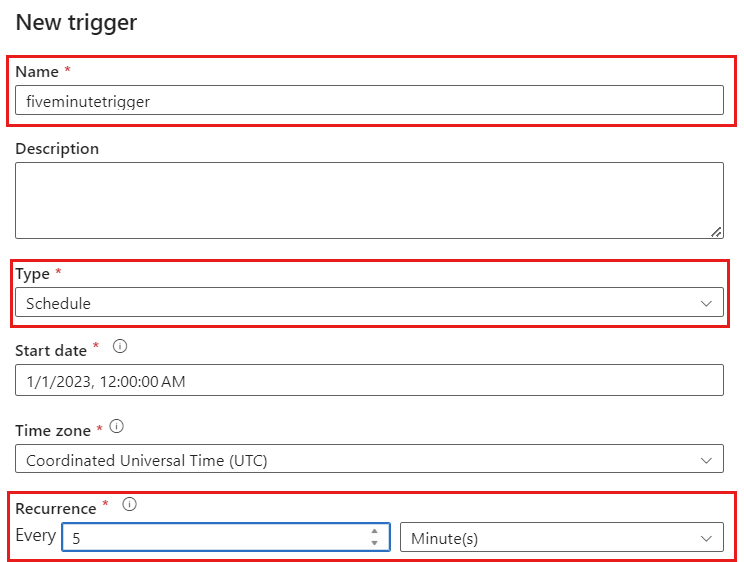 New trigger
Name *
fiveminutetrigger
Description
Type *
Schedule
Start date *
1/1/2023, 12:00:00 AM
Time zone *
Coordinated Universal Time (UTC)
Recurrence *
Every 5 Minute(s)